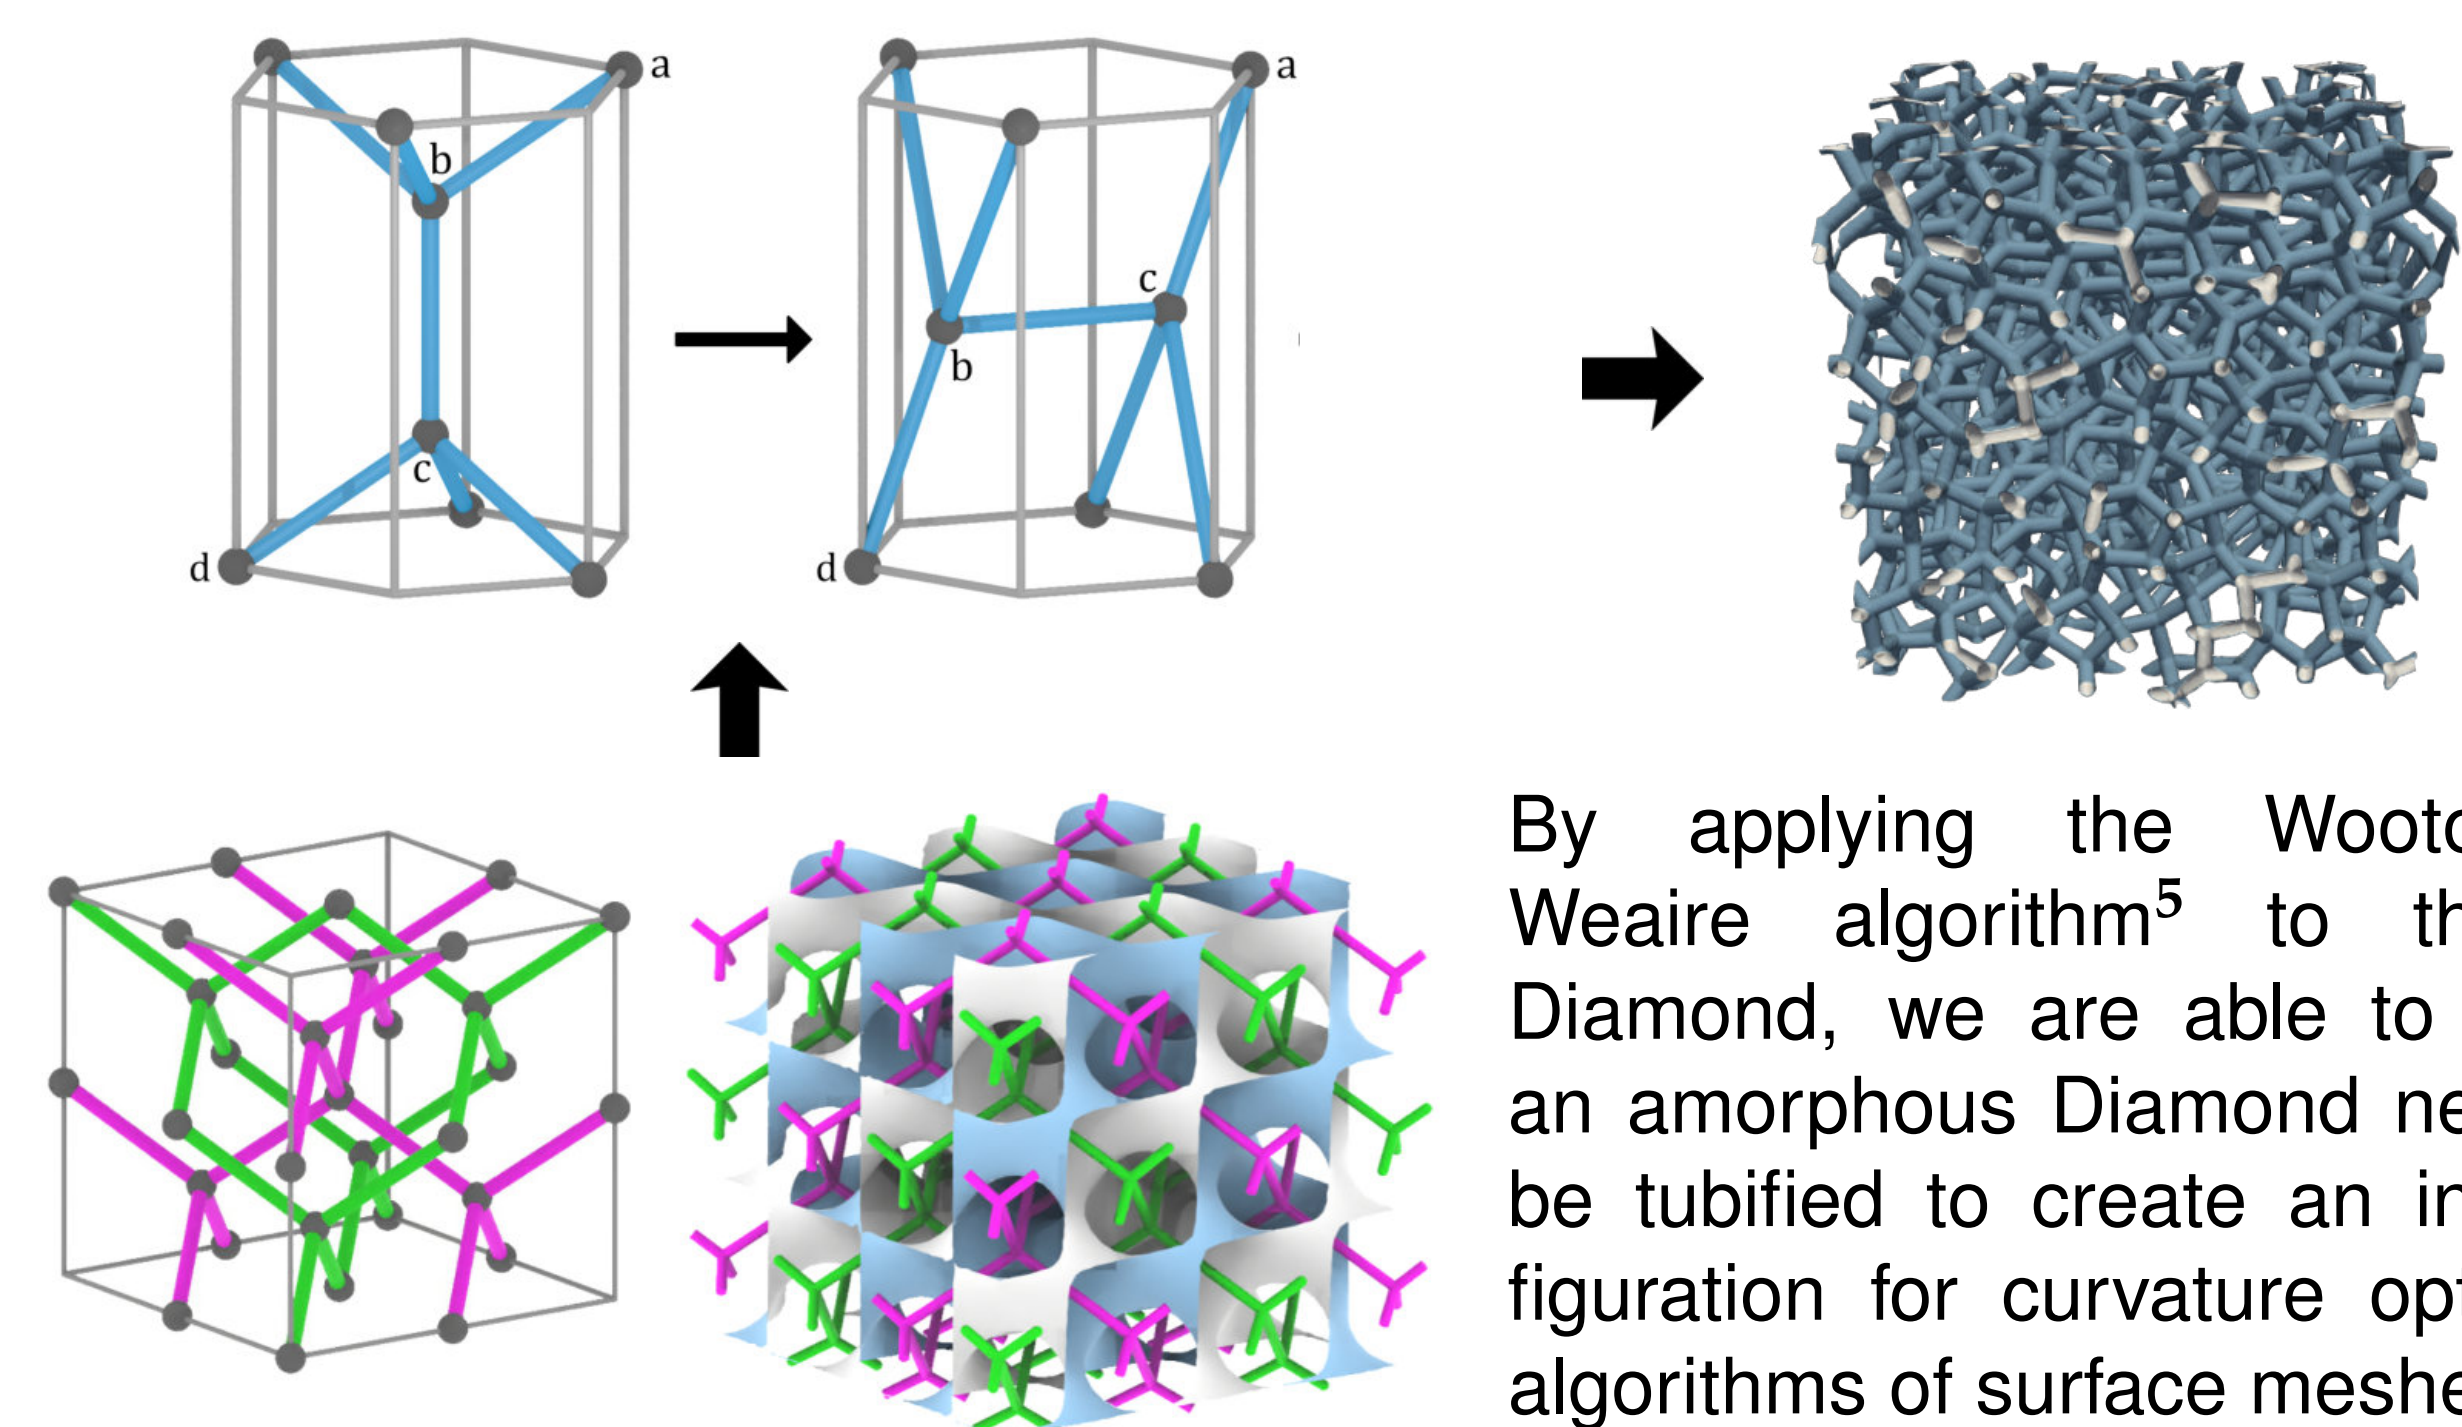 a
b
c
d
a
c
b
d
By applying the
Weaire algorithm⁵ to
Diamond, we are able to
an amorphous Diamond
be tubified to create an
figuration for curvature
algorithms of surface